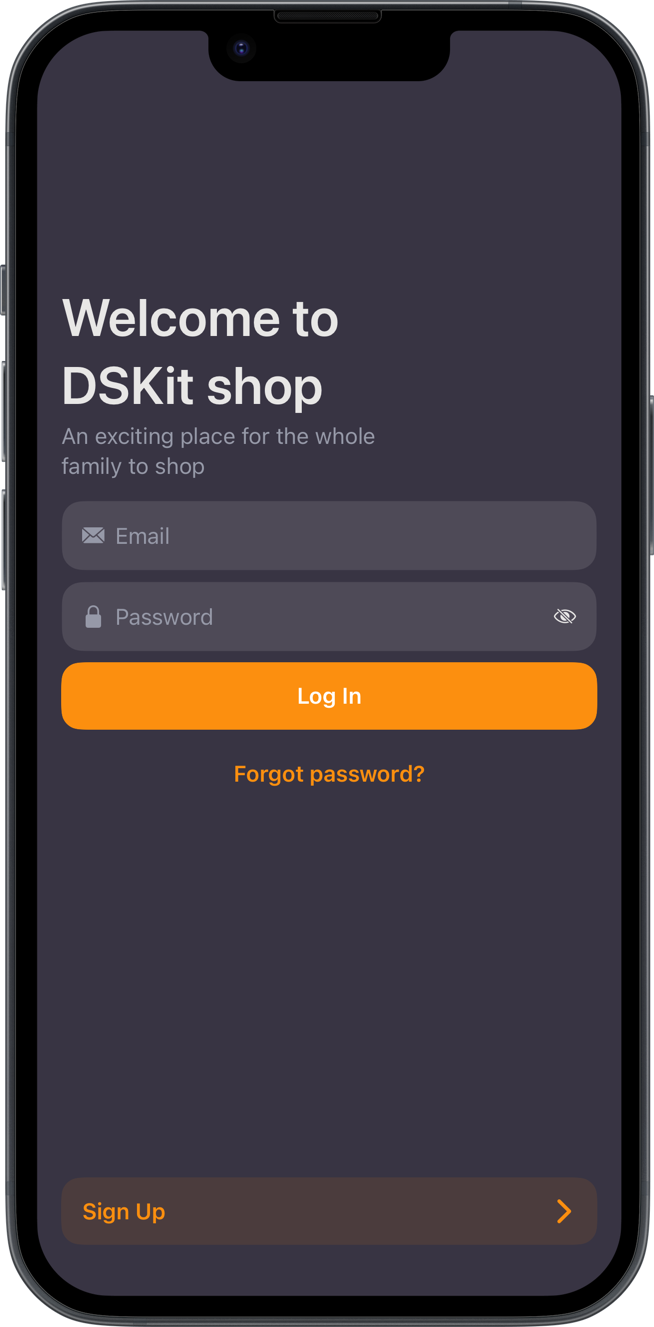 Welcome to
DSKit shop
An exciting place for the whole
family to shop
Email
Password
Log In
Forgot password?
Sign Up